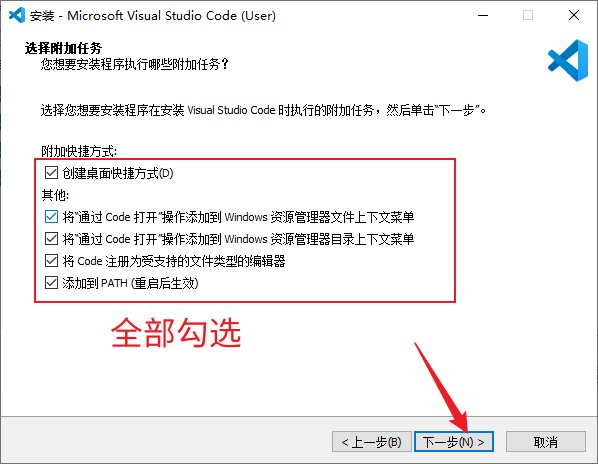 安装 - Microsoft Visual Studio Code (User)
选择附加任务
您想要安装程序执行哪些附加任务？
选择您想要安装程序在安装 Visual Studio Code 时执行的附加任务，然后单击“下一步”。
附加快捷方式:
创建桌面快捷方式(D)
其他:
将“通过 Code 打开”操作添加到 Windows 资源管理器文件上下文菜单
将“通过 Code 打开”操作添加到 Windows 资源管理器目录上下文菜单
将 Code 注册为受支持的文件类型的编辑器
添加到 PATH (重启后生效)
全部勾选
< 上一步(B) 下一步(N) > 取消